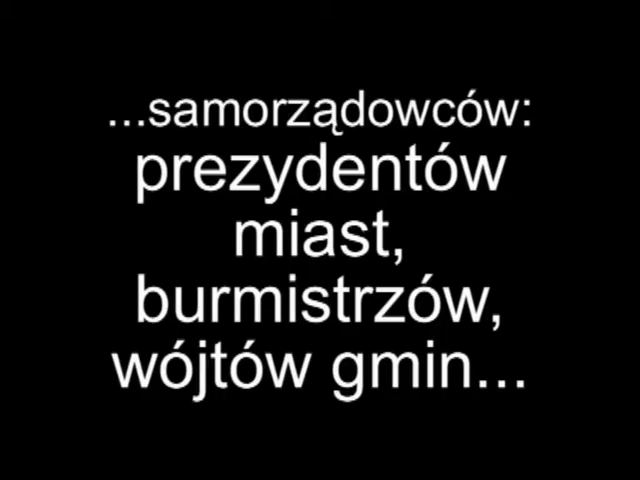 ...samorządowców:
prezydentów
miast,
burmistrzów,
wójtów gmin...